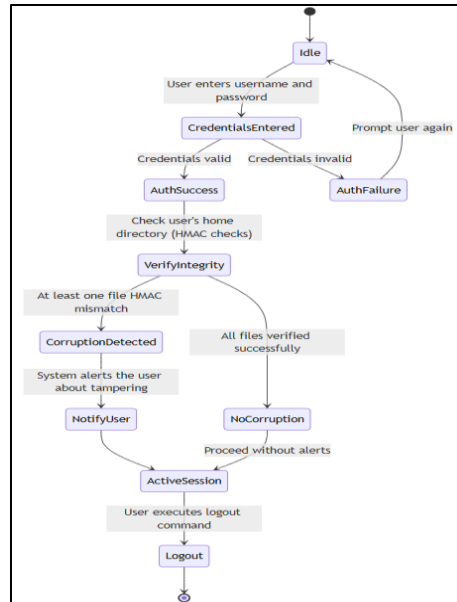 Idle
User enters username and
password
CredentialsEntered
Prompt user again
Credentials valid
Credentials invalid
AuthSuccess
AuthFailure
Check user's home
directory (HMAC checks)
VerifyIntegrity
At least one file HMAC
mismatch
All files verified
successfully
CorruptionDetected
System alerts the user
about tampering
NotifyUser
NoCorruption
Proceed without alerts
ActiveSession
User executes logout
command
Logout